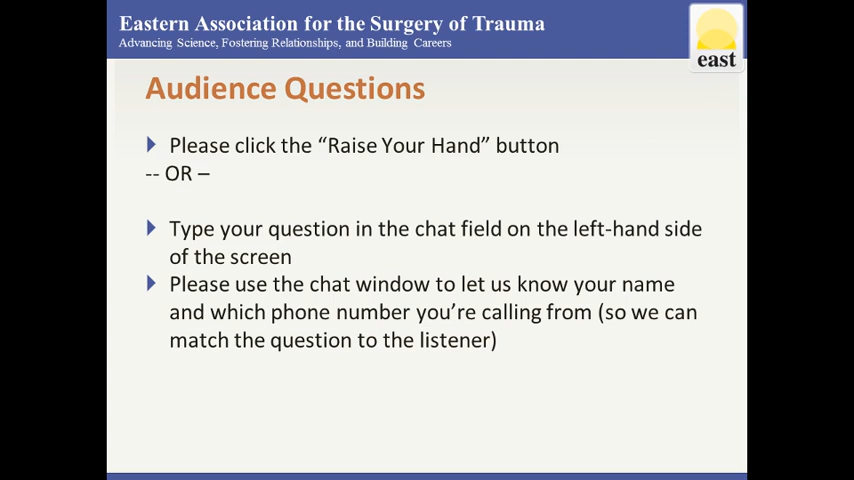 Eastern Association for the Surgery of Trauma
Advancing Science, Fostering Relationships, and Building Careers
east
Audience Questions
Please click the “Raise Your Hand” button
-- OR –
Type your question in the chat field on the left-hand side
of the screen
Please use the chat window to let us know your name
and which phone number you’re calling from (so we can
match the question to the listener)